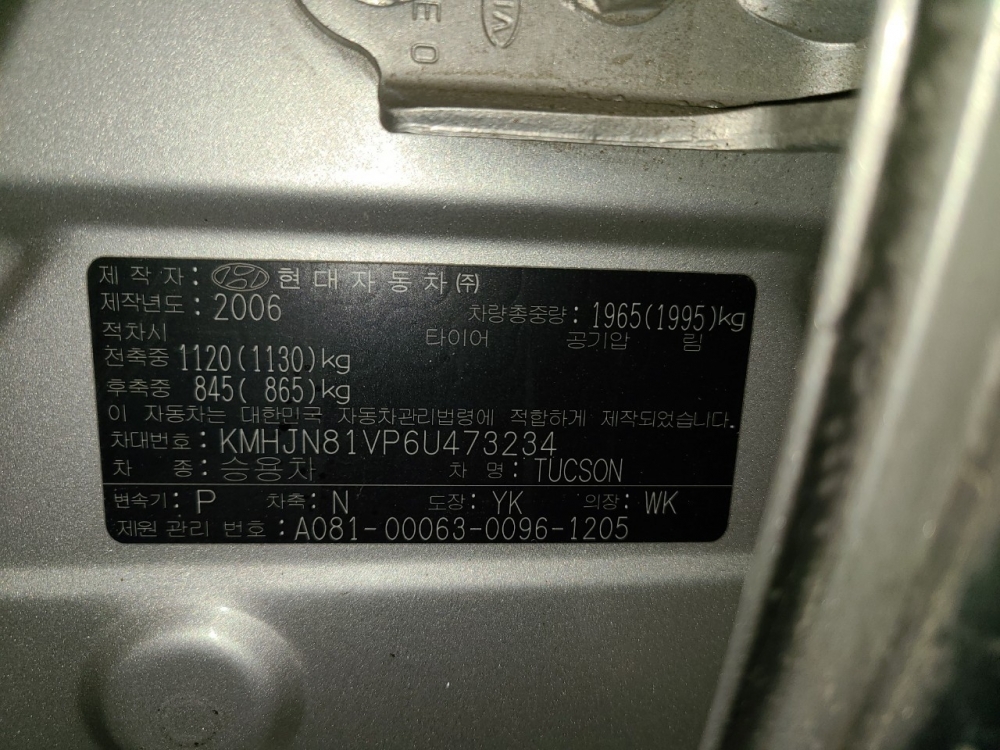 EO
제 작 자 : 현대자동차㈜
제작년도 : 2006
차량총중량 : 1965(1995)kg
적차시 타이어 공기압 림
전축중 1120(1130)kg
후축중 845( 865)kg
이 자동차는 대한민국 자동차관리법령에 적합하게 제작되었습니다.
차대번호 : KMHJN81VP6U473234
차 종 : 승용차 차 명 : TUCSON
변속기 : P 차축 : N 도장 : YK 의장 : WK
제원 관리 번호 : A081-00063-0096-1205